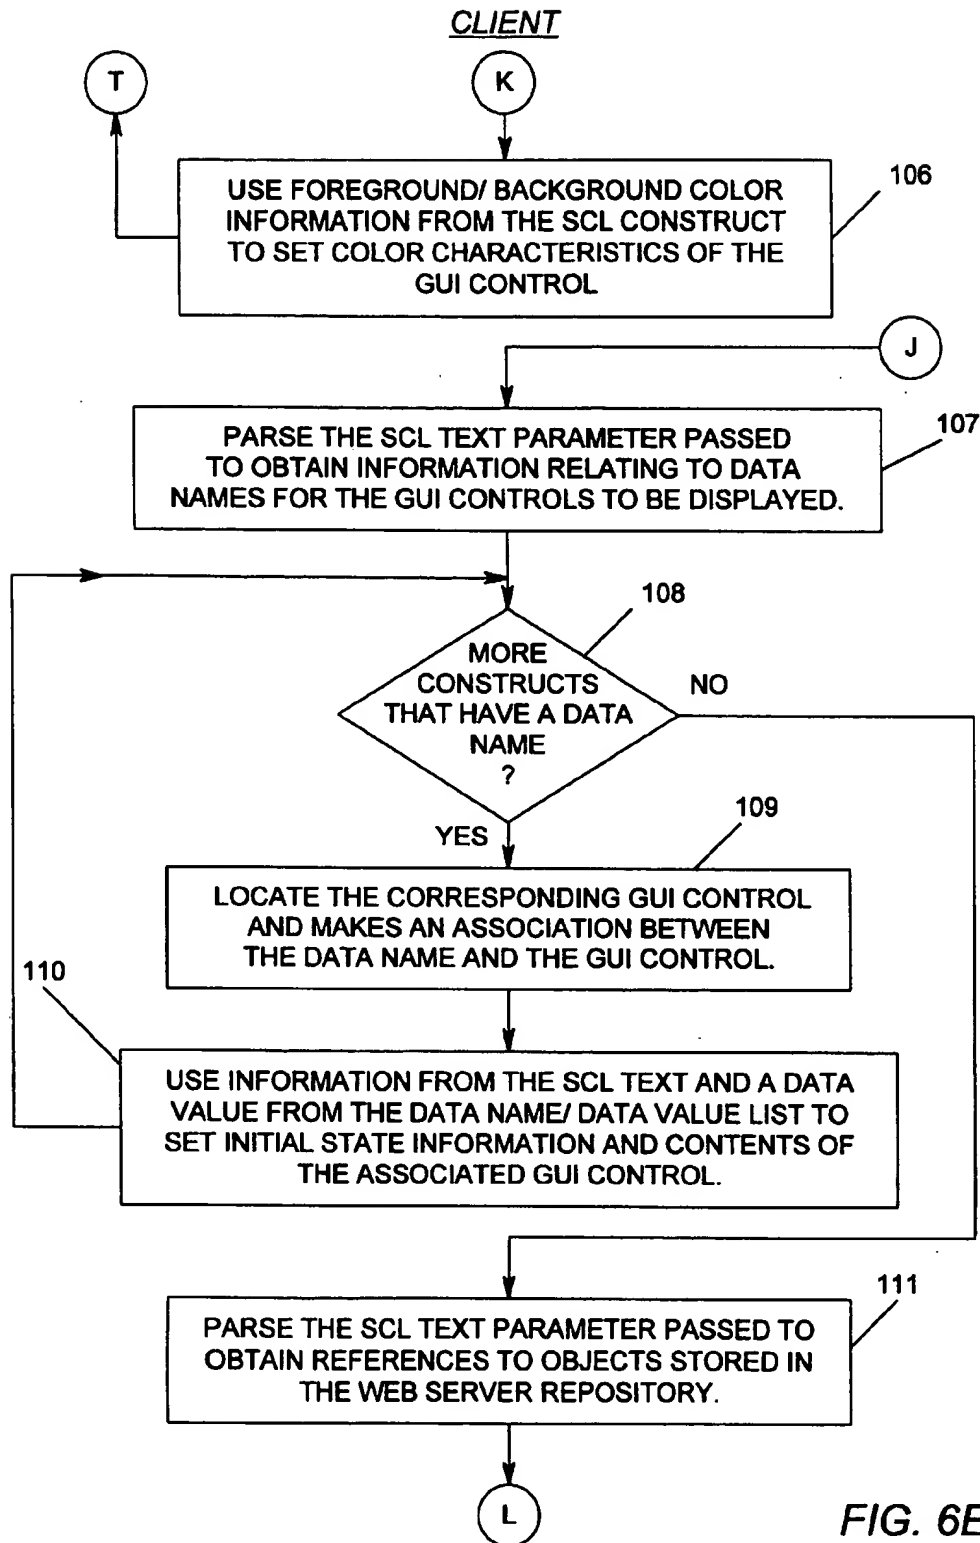 CLIENT
T
K
106
USE FOREGROUND/ BACKGROUND COLOR
INFORMATION FROM THE SCL CONSTRUCT
TO SET COLOR CHARACTERISTICS OF THE
GUI CONTROL
J
107
PARSE THE SCL TEXT PARAMETER PASSED
TO OBTAIN INFORMATION RELATING TO DATA
NAMES FOR THE GUI CONTROLS TO BE DISPLAYED.
108
MORE
CONSTRUCTS
THAT HAVE A DATA
NAME
?
NO
YES
109
LOCATE THE CORRESPONDING GUI CONTROL
AND MAKES AN ASSOCIATION BETWEEN
THE DATA NAME AND THE GUI CONTROL.
110
USE INFORMATION FROM THE SCL TEXT AND A DATA
VALUE FROM THE DATA NAME/ DATA VALUE LIST TO
SET INITIAL STATE INFORMATION AND CONTENTS OF
THE ASSOCIATED GUI CONTROL.
111
PARSE THE SCL TEXT PARAMETER PASSED TO
OBTAIN REFERENCES TO OBJECTS STORED IN
THE WEB SERVER REPOSITORY.
L
FIG. 6E